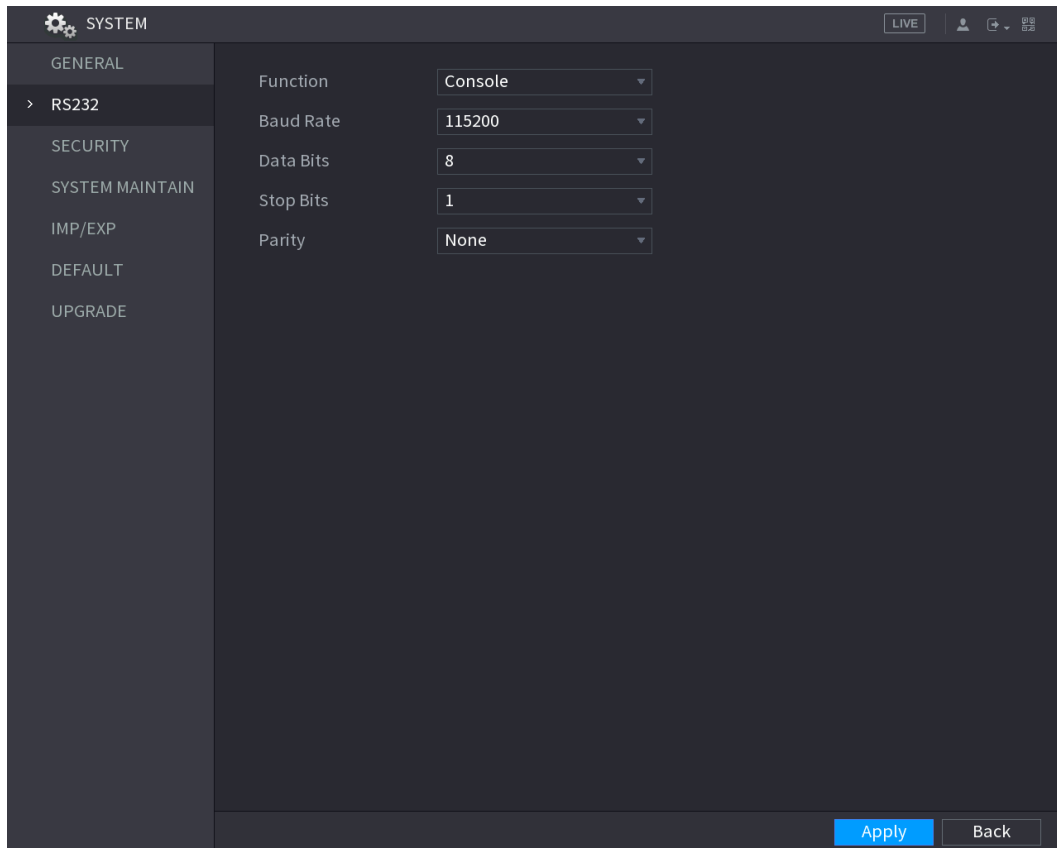 SYSTEM
LIVE
GENERAL
RS232
SECURITY
SYSTEM MAINTAIN
IMP/EXP
DEFAULT
UPGRADE
Function Console
Baud Rate 115200
Data Bits 8
Stop Bits 1
Parity None
Apply Back